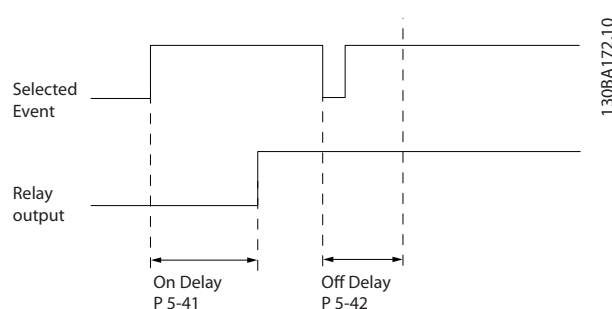 130BA172.10
Selected
Event
Relay
output
On Delay
P 5-41
Off Delay
P 5-42